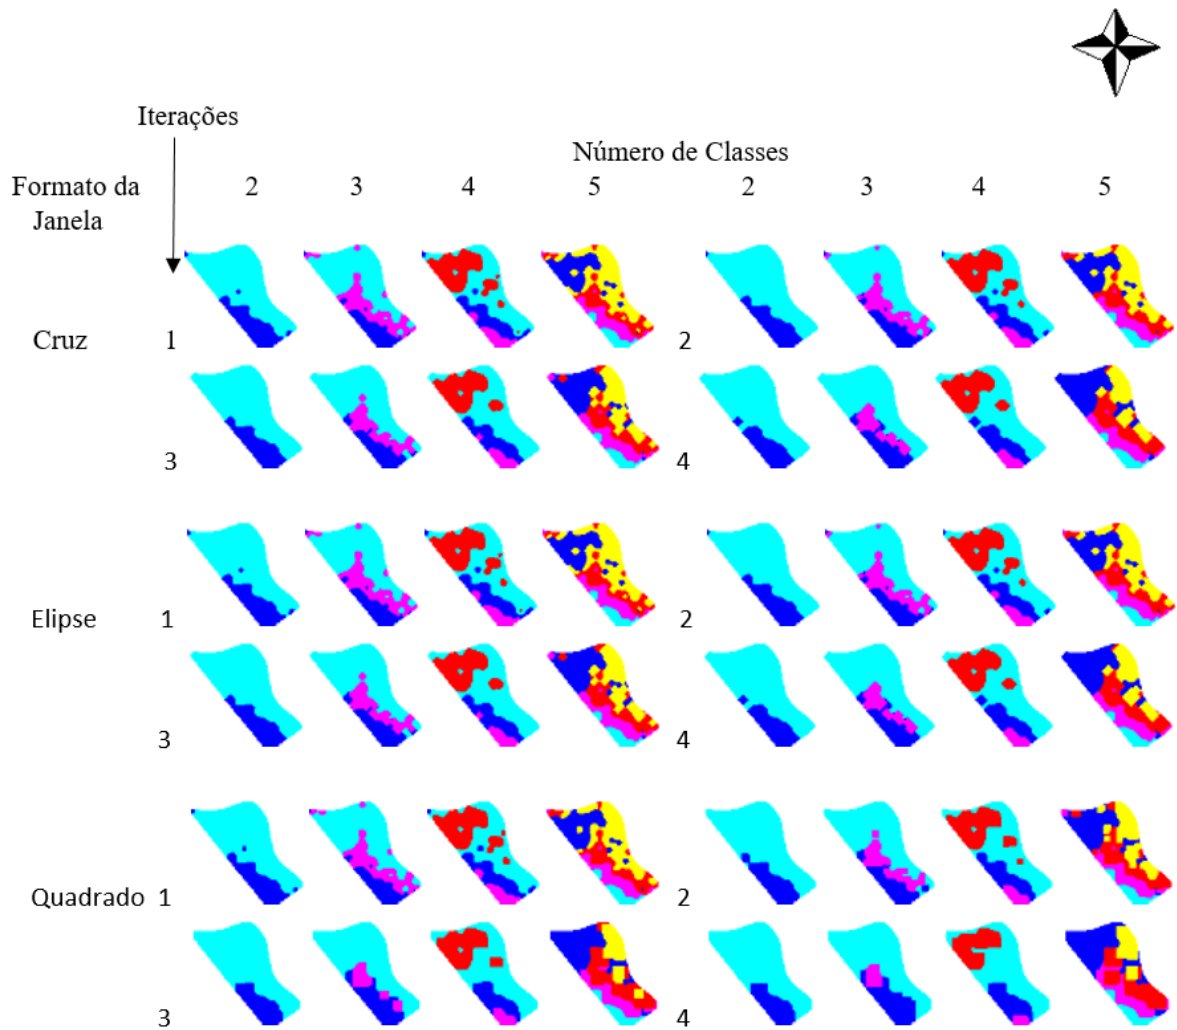 Iterações
Número de Classes
Formato da 2 3 4 5 2 3 4 5
Janela
Cruz 1 2
3 4
Elipse 1 2
3 4
Quadrado 1 2
3 4